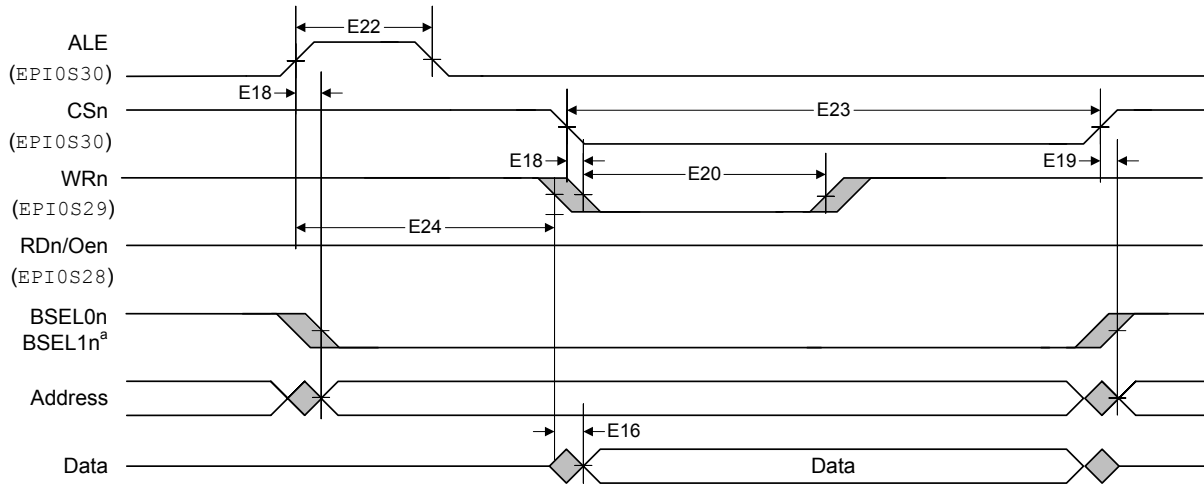 E22
ALE
(EPI0S30)
E18
CSn
E23
(EPI0S30)
E18
E19
WRn
E20
(EPI0S29)
E24
RDn/Oen
(EPI0S28)
BSEL0n
BSEL1nᵃ
Address
E16
Data
Data